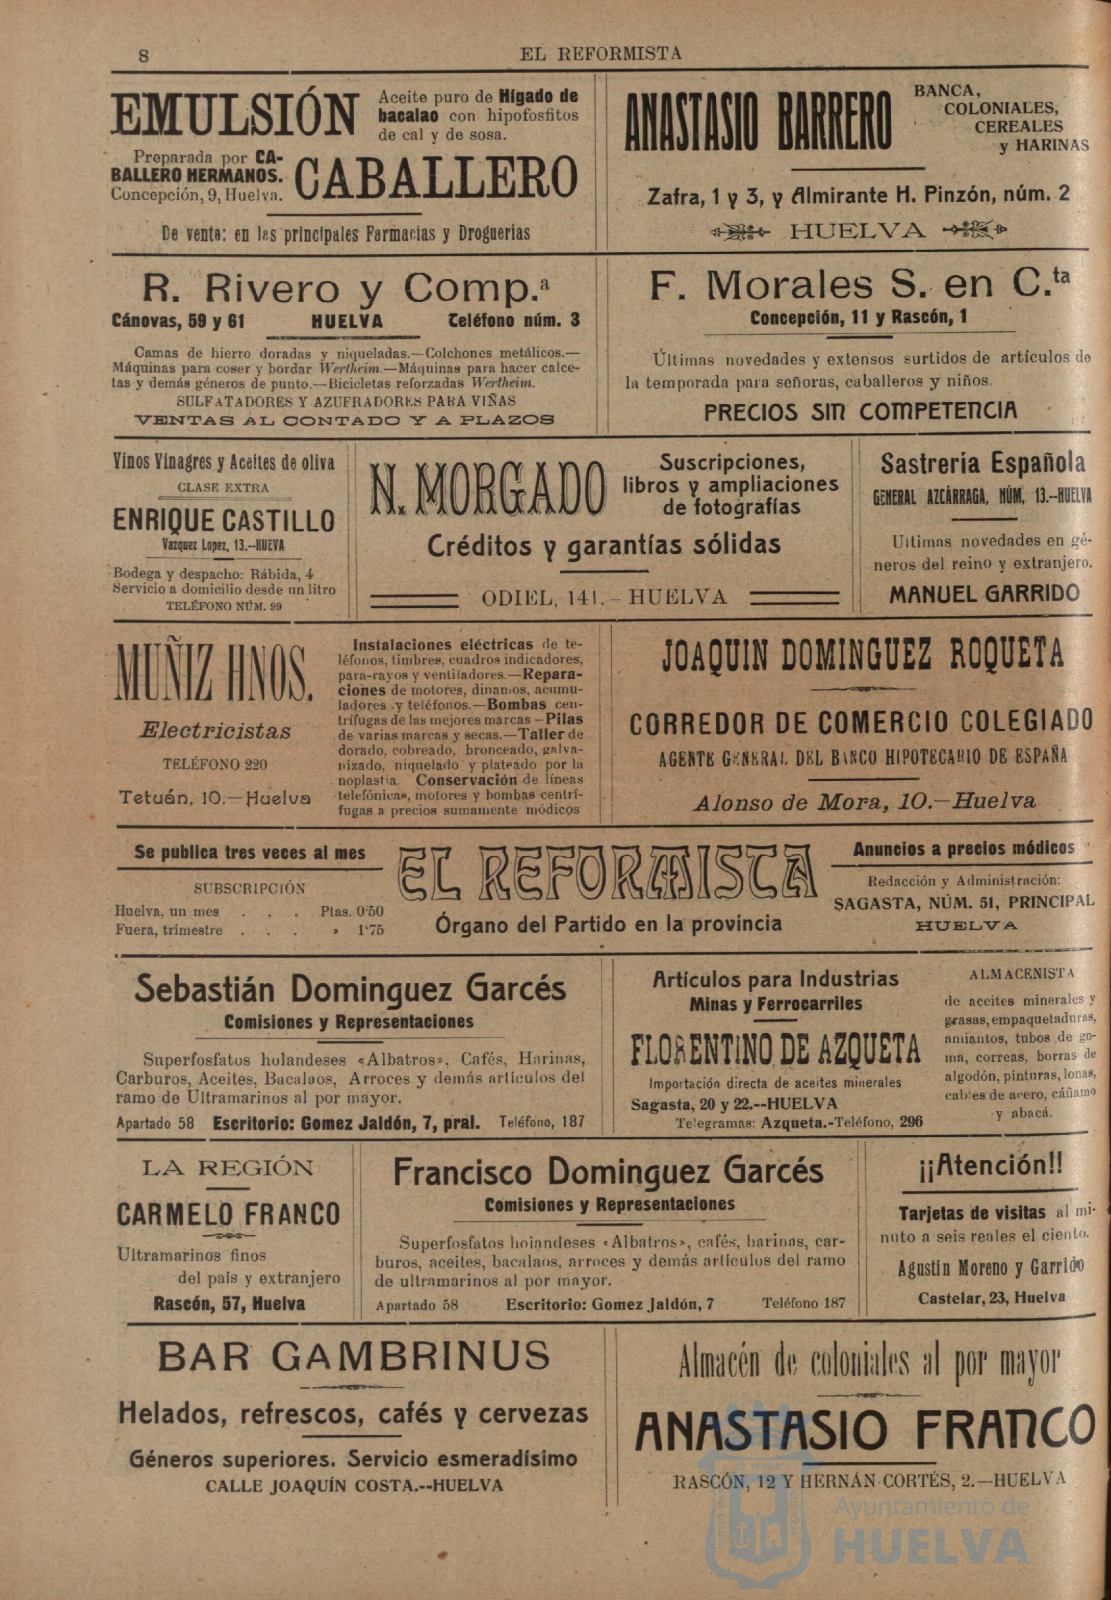 8
EL REFORMISTA
EMULSIÓN
Aceite puro de Hígado de
bacalao con hipofosfitos
de cal y de sosa.
Preparada por CA-
BALLERO HERMANOS.
Concepción, 9, Huelva.
CABALLERO
De venta: en las principales Farmacias y Droguerías
ANASTASIO BARRERO
BANCA,
COLONIALES,
CEREALES
y HARINAS
Zafra, 1 y 3, y Almirante H. Pinzón, núm. 2
HUELVA
R. Rivero y Comp.ª
Cánovas, 59 y 61 HUELVA Teléfono núm. 3
Camas de hierro doradas y niqueladas.—Colchones metálicos.—
Máquinas para coser y bordar Wertheim.—Máquinas para hacer calce-
tas y demás géneros de punto.—Bicicletas reforzadas Wertheim.
SULFATADORES Y AZUFRADORES PARA VIÑAS
VENTAS AL CONTADO Y A PLAZOS
F. Morales S. en C.ta
Concepción, 11 y Rascón, 1
Últimas novedades y extensos surtidos de artículos de
la temporada para señoras, caballeros y niños.
PRECIOS SIN COMPETENCIA
Vinos Vinagres y Aceites de oliva
CLASE EXTRA
ENRIQUE CASTILLO
Vazquez Lopez, 13.--HUEVA
Bodega y despacho: Rábida, 4
Servicio a domicilio desde un litro
TELÉFONO NÚM. 99
N. MORGADO
Suscripciones,
libros y ampliaciones
de fotografías
Créditos y garantías sólidas
ODIEL, 141.—HUELVA
Sastrería Española
GENERAL AZCÁRRAGA, NÚM, 13.--HUELVA
Ultimas novedades en gé-
neros del reino y extranjero.
MANUEL GARRIDO
MUÑIZ HNOS.
Electricistas
TELÉFONO 220
Tetuán, 10.—Huelva
Instalaciones eléctricas de te-
léfonos, timbres, cuadros indicadores,
para-rayos y ventiladores.—Repara-
ciones de motores, dinamos, acumu-
ladores y teléfonos.—Bombas cen-
trífugas de las mejores marcas—Pilas
de varias marcas y secas.—Taller de
dorado, cobreado, bronceado, galva-
nizado, niquelado y plateado por la
noplastia. Conservación de líneas
telefónicas, motores y bombas centrí-
fugas a precios sumamente módicos
JOAQUIN DOMINGUEZ ROQUETA
CORREDOR DE COMERCIO COLEGIADO
AGENTE GENERAL DEL BANCO HIPOTECARIO DE ESPAÑA
Alonso de Mora, 10.—Huelva
Se publica tres veces al mes
SUBSCRIPCIÓN
Huelva, un mes . . . Ptas. 0'50
Fuera, trimestre . . . » 1'75
EL REFORMISTA
Órgano del Partido en la provincia
Anuncios a precios módicos
Redacción y Administración:
SAGASTA, NÚM. 51, PRINCIPAL
HUELVA
Sebastián Dominguez Garcés
Comisiones y Representaciones
Superfosfatos holandeses «Albatros», Cafés, Harinas,
Carburos, Aceites, Bacalaos, Arroces y demás artículos del
ramo de Ultramarinos al por mayor.
Apartado 58 Escritorio: Gomez Jaldón, 7, pral. Teléfono, 187
Artículos para Industrias
Minas y Ferrocarriles
FLORENTINO DE AZQUETA
Importación directa de aceites minerales
Sagasta, 20 y 22.--HUELVA
Telegramas: Azqueta.-Teléfono, 296
ALMACENISTA
de aceites minerales y
grasas, empaquetaduras,
amiantos, tubos de go-
ma, correas, borras de
algodón, pinturas, lonas,
cables de acero, cáñamo
y abacá.
LA REGIÓN
CARMELO FRANCO
Ultramarinos finos
del país y extranjero
Rascón, 57, Huelva
Francisco Dominguez Garcés
Comisiones y Representaciones
Superfosfatos holandeses «Albatros», cafés, harinas, car-
buros, aceites, bacalaos, arroces y demás artículos del ramo
de ultramarinos al por mayor.
Apartado 58 Escritorio: Gomez Jaldón, 7 Teléfono 187
¡¡Atención!!
Tarjetas de visitas al mi-
nuto a seis reales el ciento.
Agustin Moreno y Garrido
Castelar, 23, Huelva
BAR GAMBRINUS
Helados, refrescos, cafés y cervezas
Géneros superiores. Servicio esmeradísimo
CALLE JOAQUÍN COSTA.--HUELVA
Almacén de coloniales al por mayor
ANASTASIO FRANCO
RASCÓN, 12 Y HERNÁN-CORTÉS, 2.—HUELVA
Ayuntamiento de
HUELVA